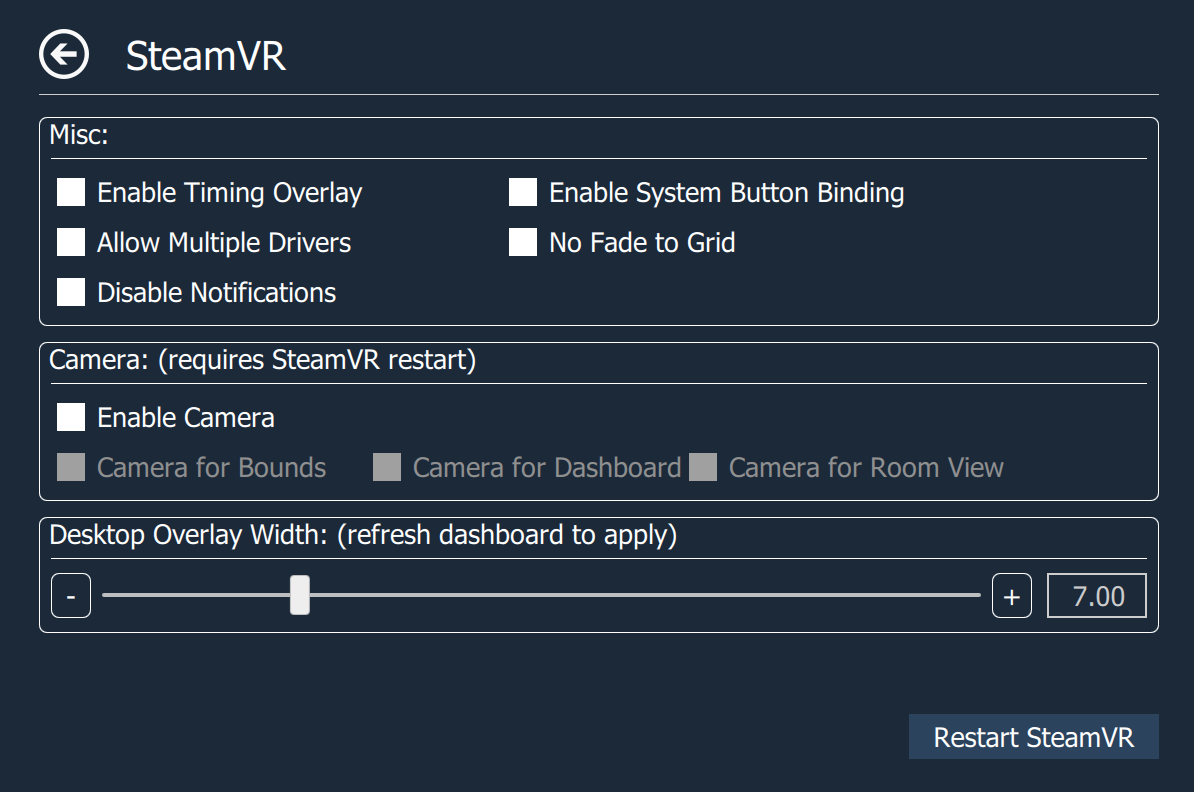 SteamVR
Misc:
Enable Timing Overlay Enable System Button Binding
Allow Multiple Drivers No Fade to Grid
Disable Notifications
Camera: (requires SteamVR restart)
Enable Camera
Camera for Bounds Camera for Dashboard Camera for Room View
Desktop Overlay Width: (refresh dashboard to apply)
- + 7.00
Restart SteamVR